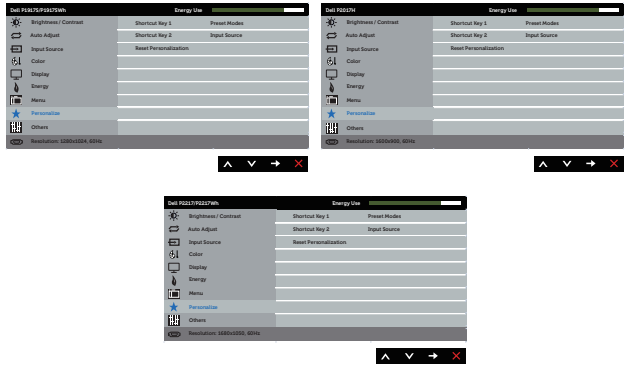 Dell P1917S/P1917SWh Energy Use
Brightness / Contrast Shortcut Key 1 Preset Modes
Auto Adjust Shortcut Key 2 Input Source
Input Source Reset Personalization
Color
Display
Energy
Menu
Personalize
Others
Resolution: 1280x1024, 60Hz
Dell P2017H Energy Use
Brightness / Contrast Shortcut Key 1 Preset Modes
Auto Adjust Shortcut Key 2 Input Source
Input Source Reset Personalization
Color
Display
Energy
Menu
Personalize
Others
Resolution: 1600x900, 60Hz
Dell P2217/P2217Wh Energy Use
Brightness / Contrast Shortcut Key 1 Preset Modes
Auto Adjust Shortcut Key 2 Input Source
Input Source Reset Personalization
Color
Display
Energy
Menu
Personalize
Others
Resolution: 1680x1050, 60Hz